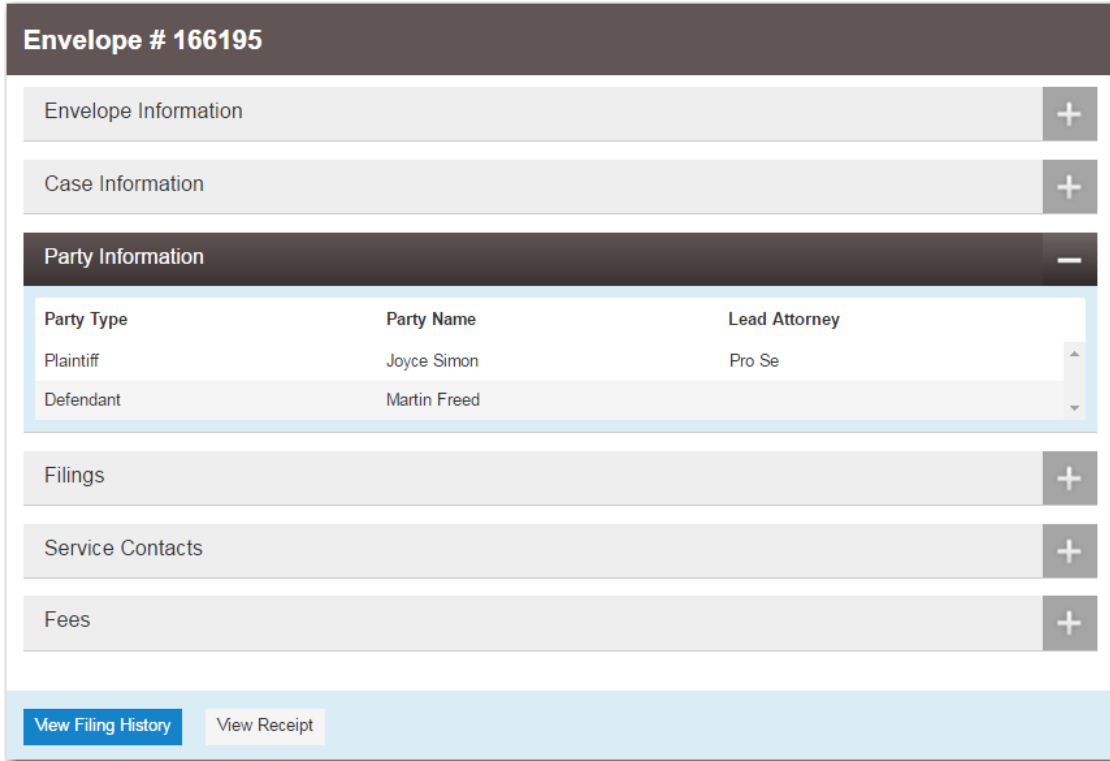 Envelope # 166195
Envelope Information
Case Information
Party Information
Party Type Party Name Lead Attorney
Plaintiff Joyce Simon Pro Se
Defendant Martin Freed
Filings
Service Contacts
Fees
View Filing History View Receipt